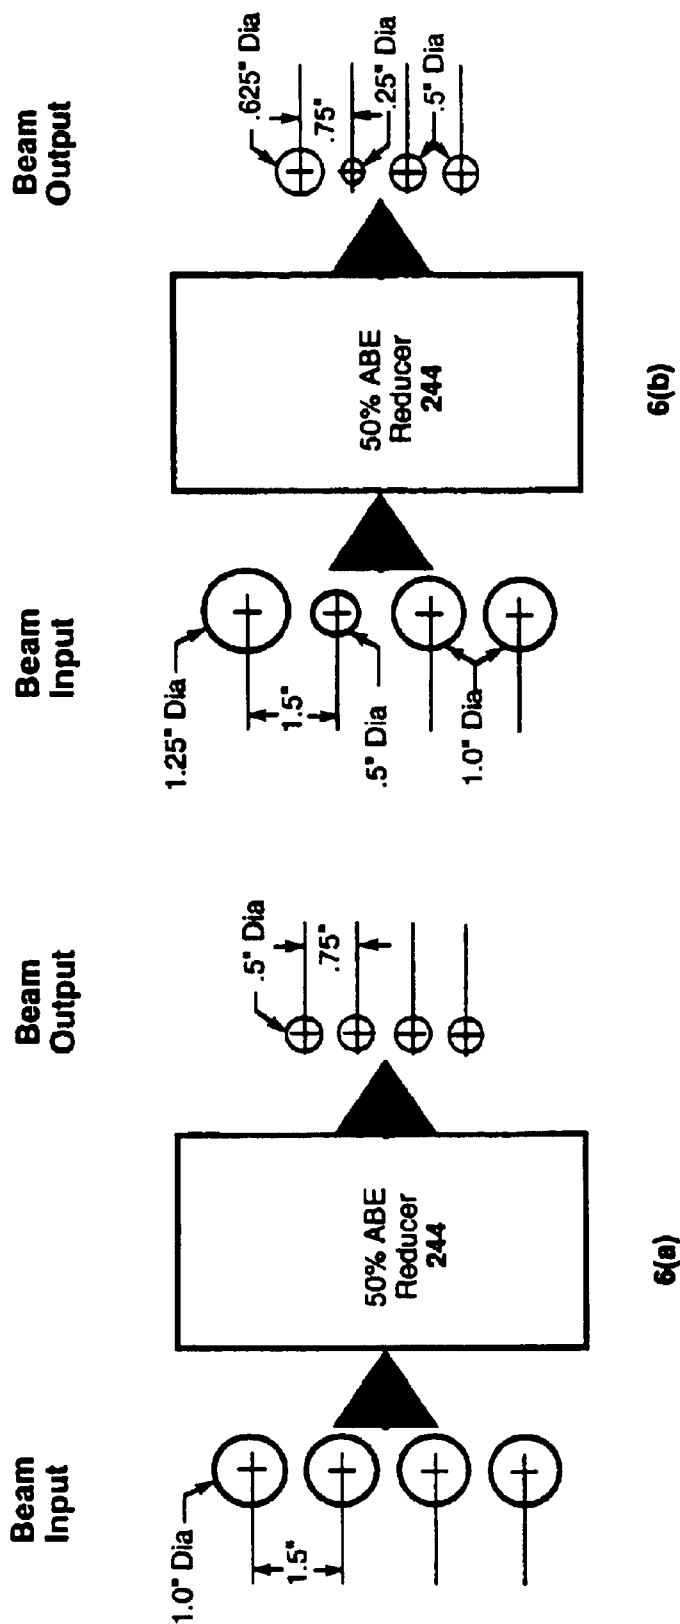 Beam
Input
Beam
Output
1.0" Dia
1.5"
50% ABE
Reducer
244
.5" Dia
.75"
6(a)
Beam
Input
Beam
Output
1.25" Dia
1.5"
.5" Dia
1.0" Dia
50% ABE
Reducer
244
.625" Dia
.75"
.25" Dia
.5" Dia
6(b)